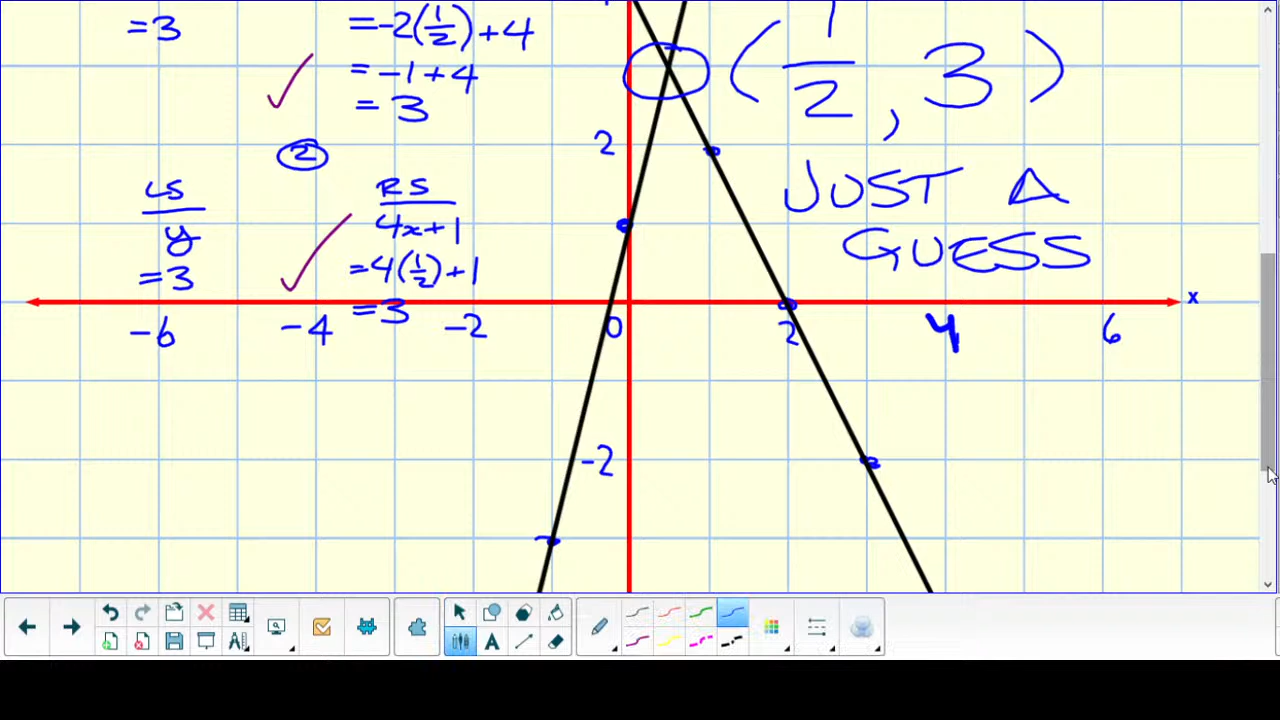 =3
=-2(1/2)+4
=-1+4
=3
(1/2, 3)
JUST A
GUESS
②
LS
y
=3
RS
4x+1
=4(1/2)+1
=3
2
-6 -4 -2 0 2 4 6 x
-2
A